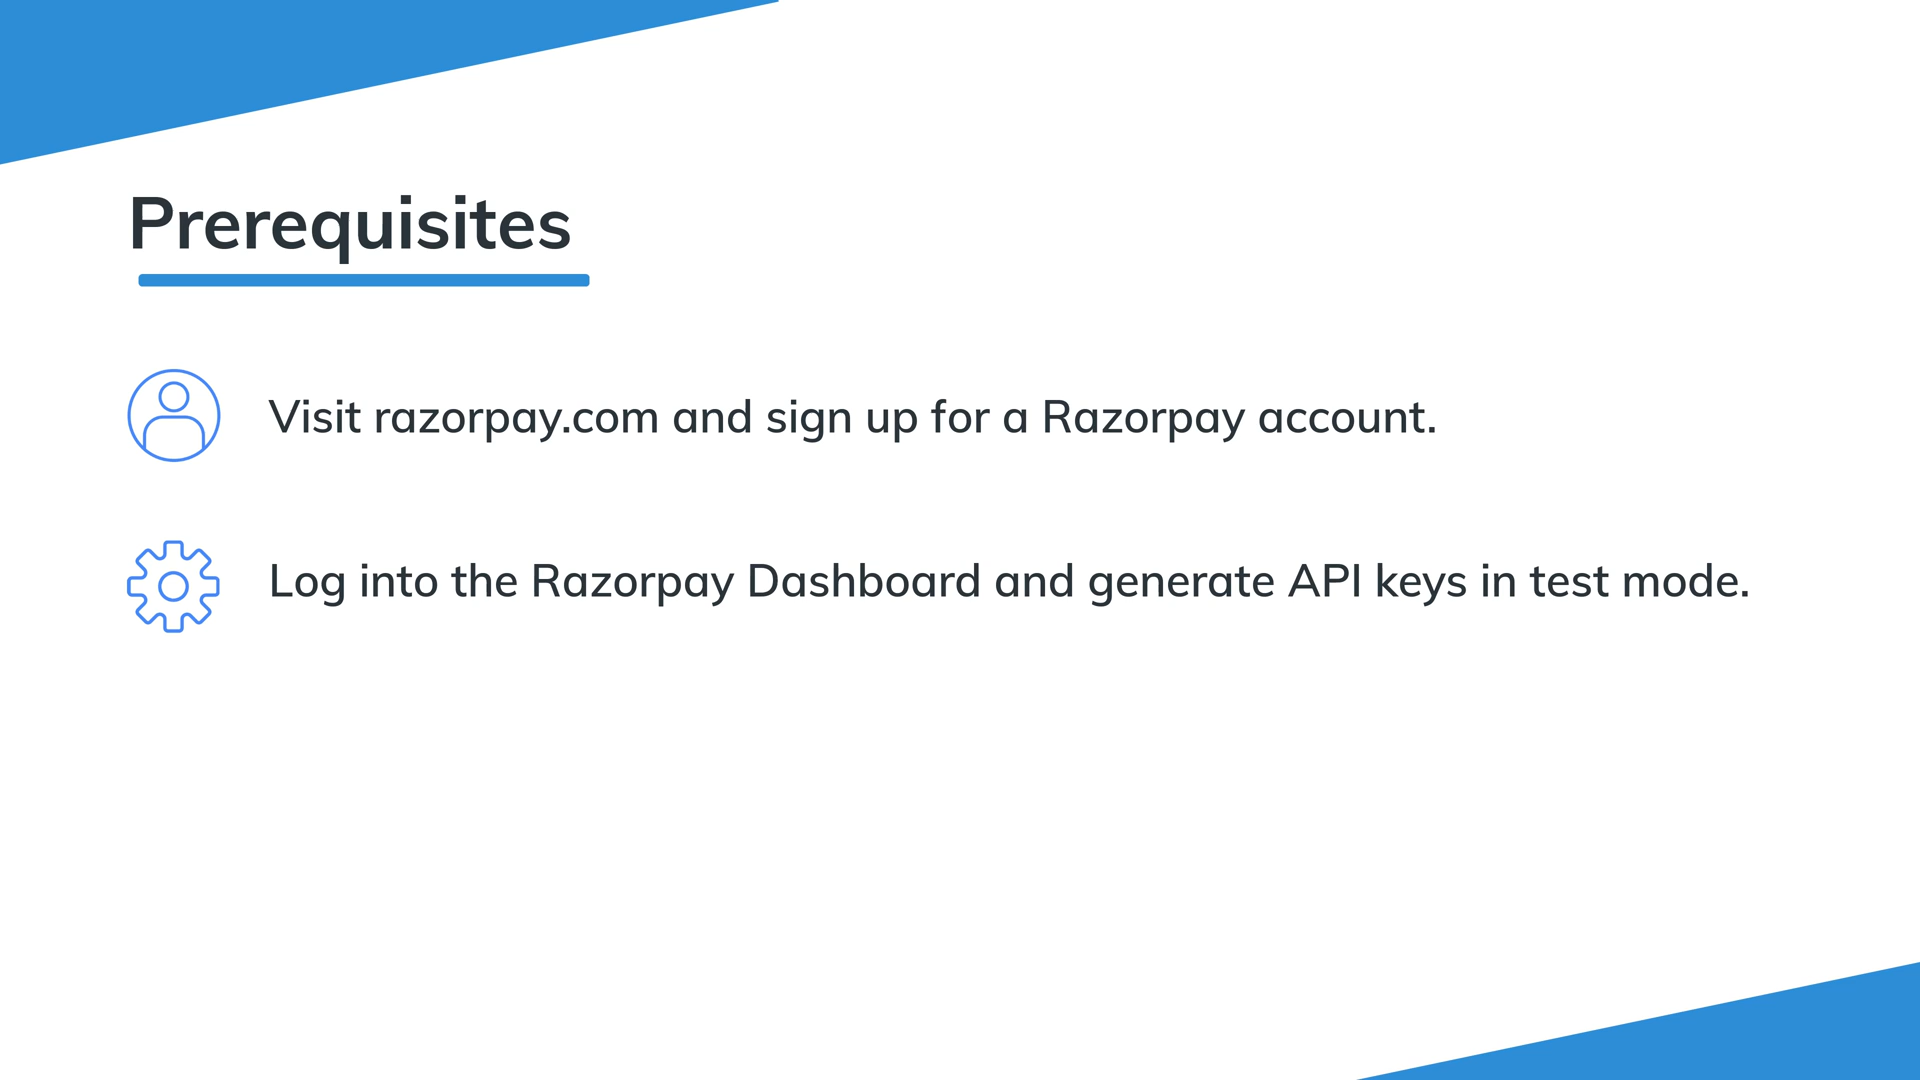 Prerequisites
Visit razorpay.com and sign up for a Razorpay account.
Log into the Razorpay Dashboard and generate API keys in test mode.